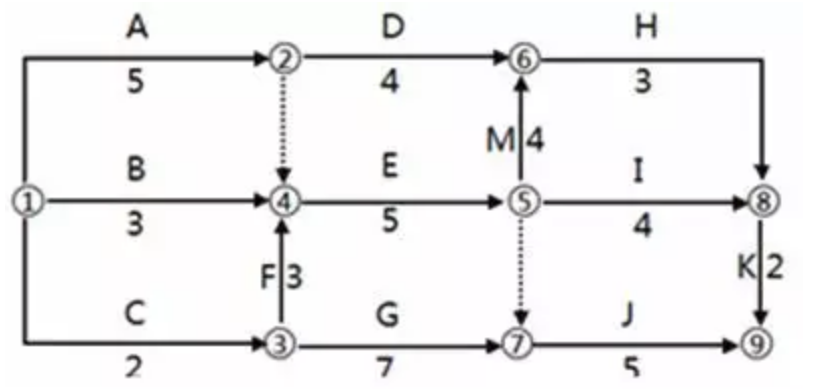 A D H
② ⑥
5 4 3
M 4
B E I
① ④ ⑤ ⑧
3 5 4
F 3 K 2
C G J
③ ⑦ ⑨
2 7 5